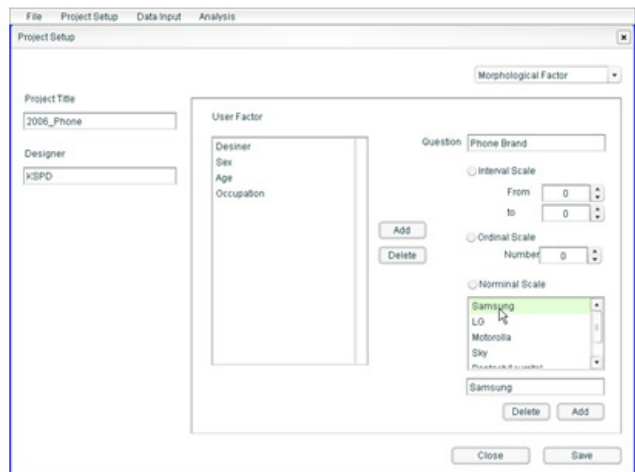 File Project Setup Data Input Analysis
Project Setup
Morphological Factor
Project Title
2006_Phone
Designer
KSPD
User Factor
Desiner
Sex
Age
Occupation
Add
Delete
Question Phone Brand
Interval Scale
From 0
to 0
Ordinal Scale
Number 0
Norminal Scale
Samsung
LG
Motorolla
Sky
Samsung
Delete Add
Close Save